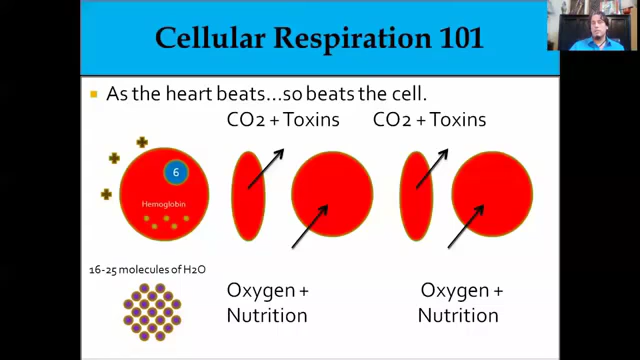 Cellular Respiration 101
As the heart beats...so beats the cell.
CO2 + Toxins
CO2 + Toxins
6
Hemoglobin
16-25 molecules of H2O
Oxygen +
Nutrition
Oxygen +
Nutrition